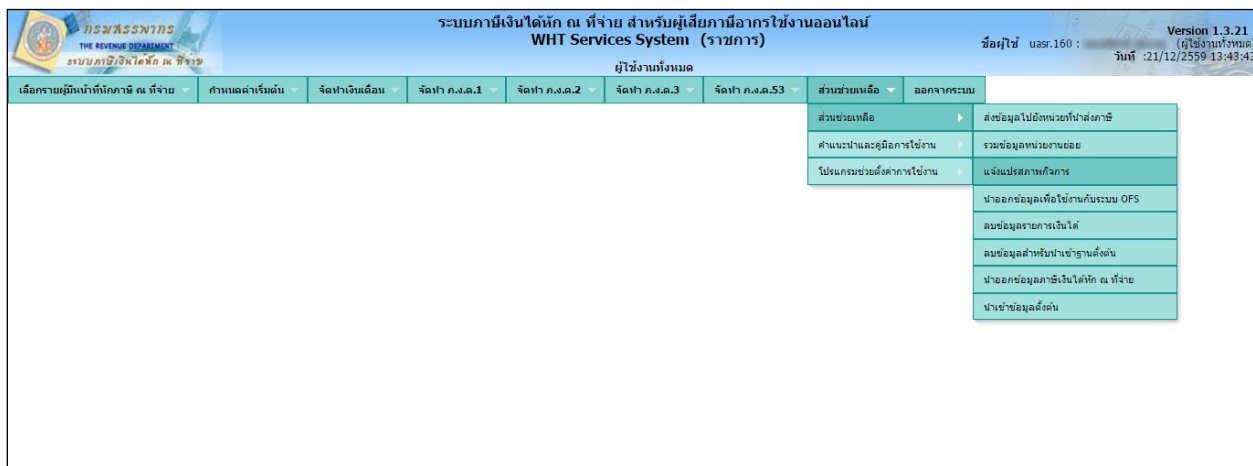 กรมสรรพากร
THE REVENUE DEPARTMENT
ระบบภาษีเงินได้หัก ณ ที่จ่าย
ระบบภาษีเงินได้หัก ณ ที่จ่าย สำหรับผู้เสียภาษีอากรใช้งานออนไลน์
WHT Services System (ราชการ)
ผู้ใช้งานทั้งหมด
Version 1.3.21
ชื่อผู้ใช้ uasr.160 : (ผู้ใช้งานทั้งหมด)
วันที่ :21/12/2559 13:43:43
เลือกรายผู้มีหน้าที่หักภาษี ณ ที่จ่าย กำหนดค่าเริ่มต้น จัดทำเงินเดือน จัดทำ ภ.ง.ด.1 จัดทำ ภ.ง.ด.2 จัดทำ ภ.ง.ด.3 จัดทำ ภ.ง.ด.53 ส่วนช่วยเหลือ ออกจากระบบ
ส่วนช่วยเหลือ
คำแนะนำและคู่มือการใช้งาน
โปรแกรมช่วยตั้งค่าการใช้งาน
ส่งข้อมูลไปยังหน่วยที่นำส่งภาษี
รวมข้อมูลหน่วยงานย่อย
แจ้งแปรสภาพกิจการ
นำออกข้อมูลเพื่อใช้งานกับระบบ OFS
ลบข้อมูลรายการเงินได้
ลบข้อมูลสำหรับนำเข้าฐานตั้งต้น
นำออกข้อมูลภาษีเงินได้หัก ณ ที่จ่าย
นำเข้าข้อมูลตั้งต้น